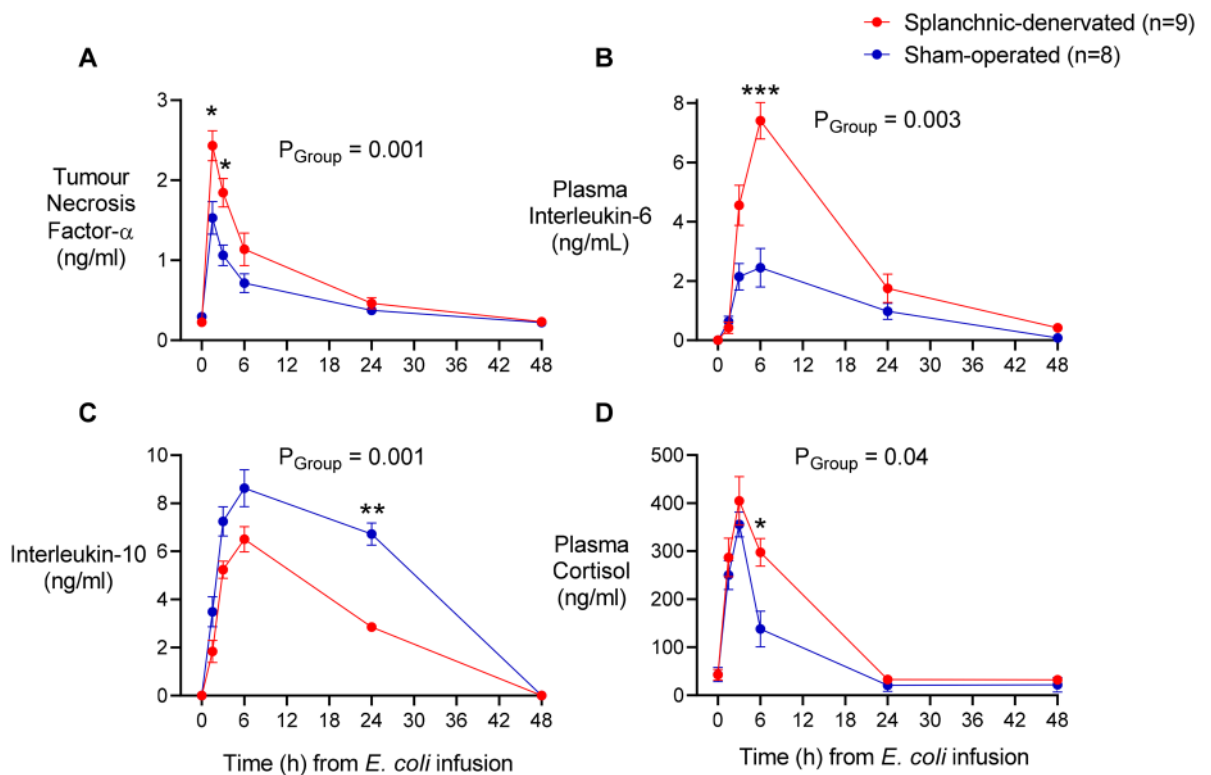 Splanchnic-denervated (n=9)
Sham-operated (n=8)
A
B
3
2
1
0
Tumour
Necrosis
Factor-α
(ng/ml)
*
*
P_Group = 0.001
0 6 12 18 24 30 36 42 48
8
6
4
2
0
Plasma
Interleukin-6
(ng/mL)
***
P_Group = 0.003
0 6 12 18 24 30 36 42 48
C
D
10
8
6
4
2
0
Interleukin-10
(ng/ml)
P_Group = 0.001
**
0 6 12 18 24 30 36 42 48
Time (h) from E. coli infusion
500
400
300
200
100
0
Plasma
Cortisol
(ng/ml)
P_Group = 0.04
*
0 6 12 18 24 30 36 42 48
Time (h) from E. coli infusion